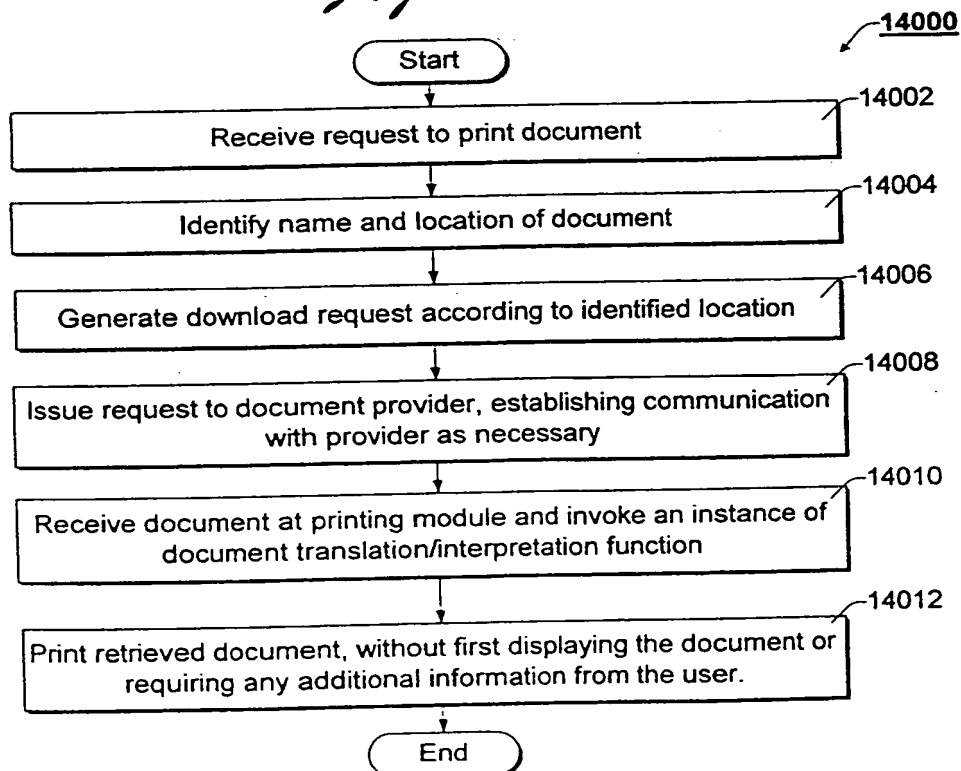 14000
Start
14002
Receive request to print document
14004
Identify name and location of document
14006
Generate download request according to identified location
14008
Issue request to document provider, establishing communication
with provider as necessary
14010
Receive document at printing module and invoke an instance of
document translation/interpretation function
14012
Print retrieved document, without first displaying the document or
requiring any additional information from the user.
End